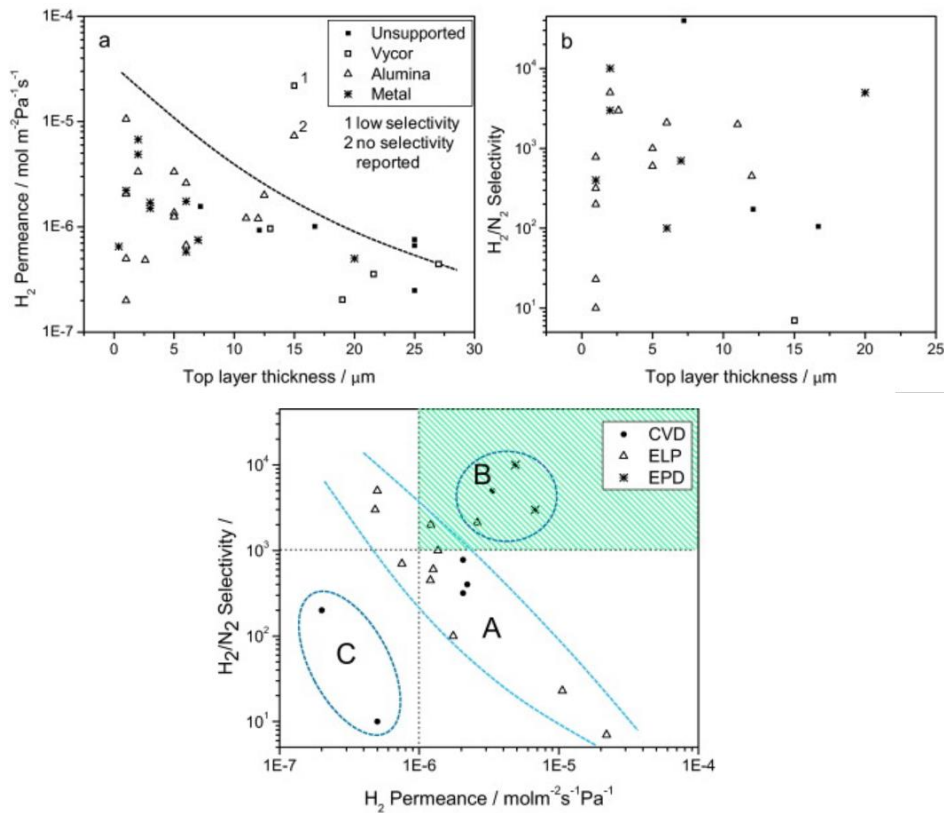 a
1E-4
1E-5
1E-6
1E-7
H2 Permeance / mol m-2Pa-1s-1
0 5 10 15 20 25 30
Top layer thickness / μm
Unsupported
Vycor
Alumina
Metal
1
2
1 low selectivity
2 no selectivity
reported
b
10^4
10^3
10^2
10^1
H2/N2 Selectivity
0 5 10 15 20 25
Top layer thickness / μm
CVD
ELP
EPD
B
A
C
10^4
10^3
10^2
10^1
H2/N2 Selectivity /
1E-7 1E-6 1E-5 1E-4
H2 Permeance / molm-2s-1Pa-1